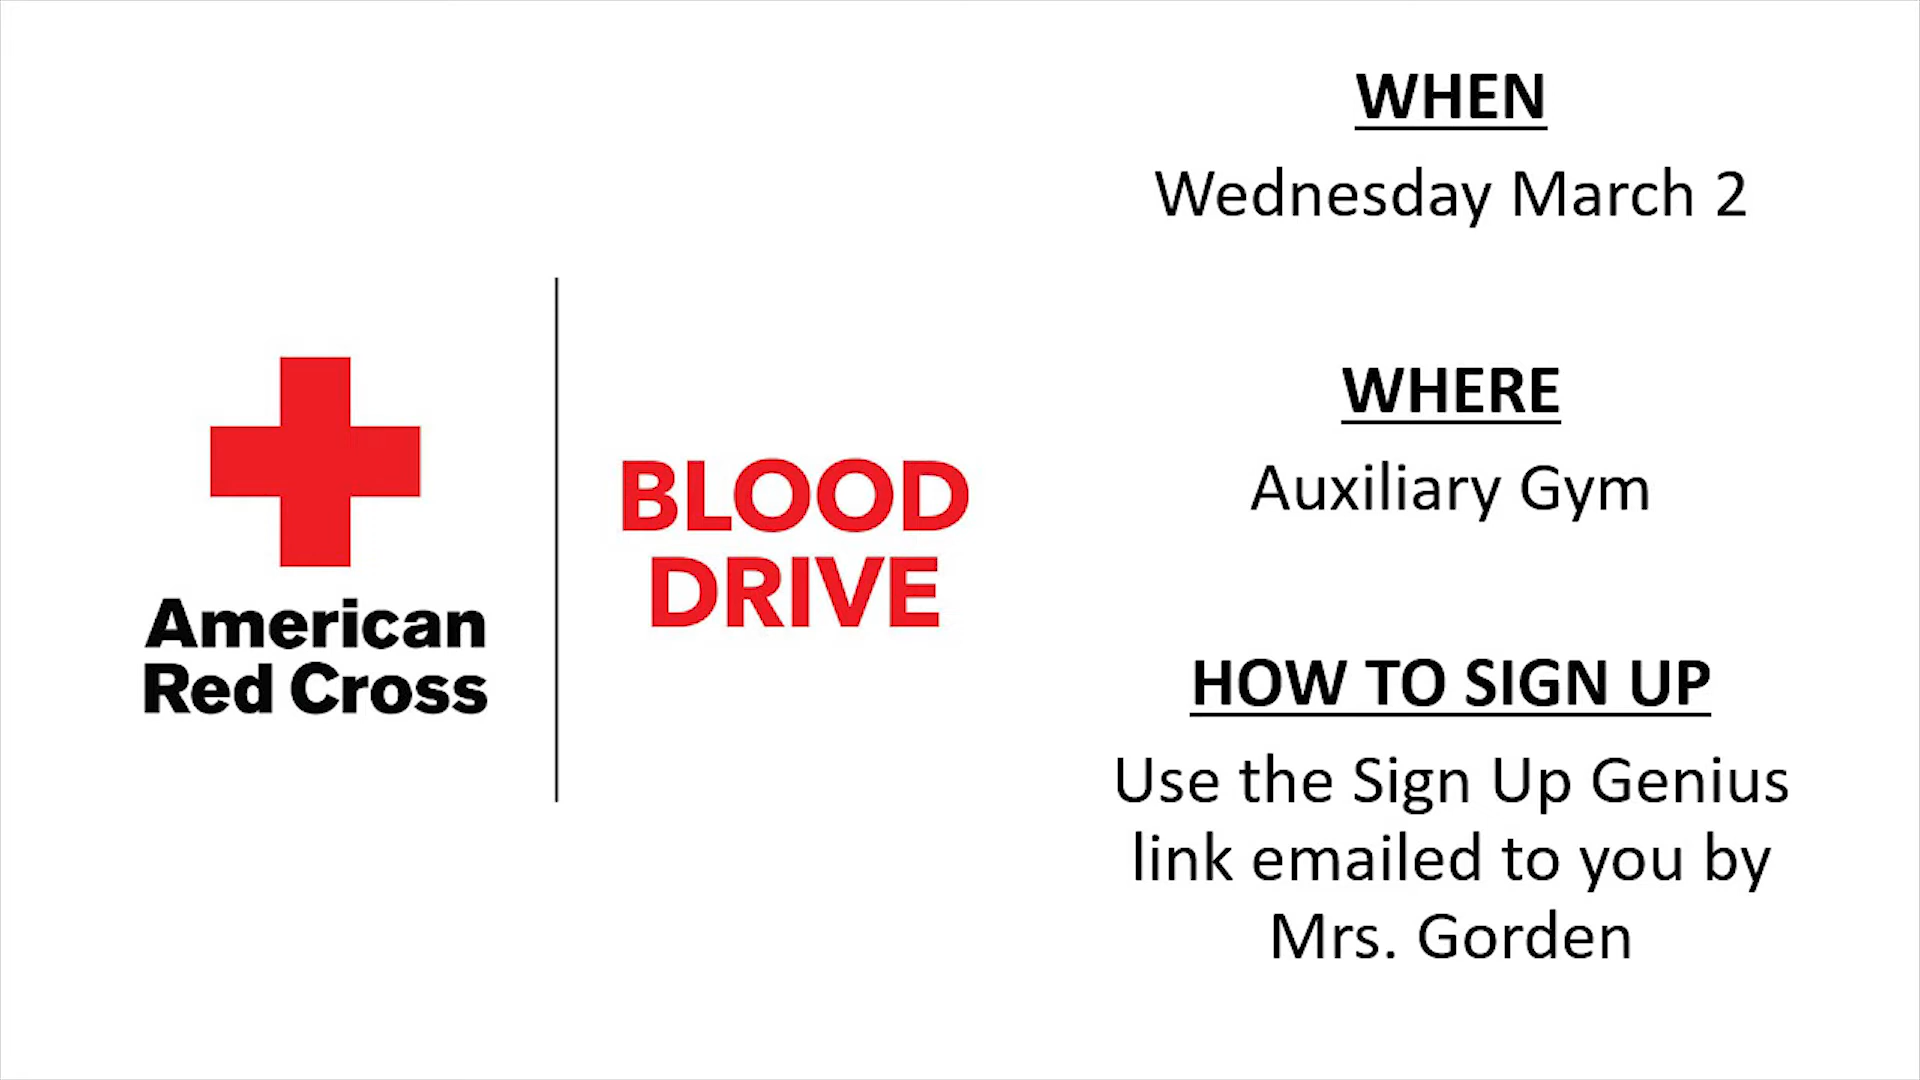 American
Red Cross
BLOOD
DRIVE
WHEN
Wednesday March 2
WHERE
Auxiliary Gym
HOW TO SIGN UP
Use the Sign Up Genius
link emailed to you by
Mrs. Gorden